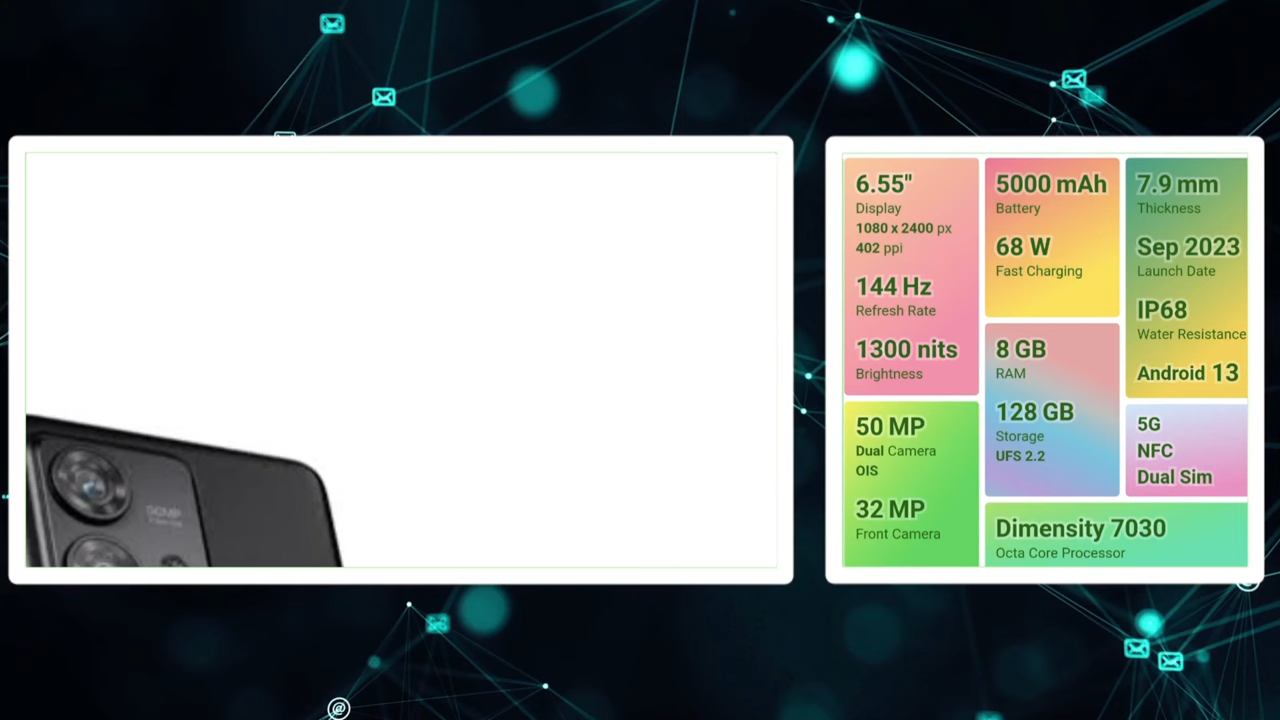 6.55"
Display
1080 x 2400 px
402 ppi
144 Hz
Refresh Rate
1300 nits
Brightness
50 MP
Dual Camera
OIS
32 MP
Front Camera
5000 mAh
Battery
68 W
Fast Charging
8 GB
RAM
128 GB
Storage
UFS 2.2
7.9 mm
Thickness
Sep 2023
Launch Date
IP68
Water Resistance
Android 13
5G
NFC
Dual Sim
Dimensity 7030
Octa Core Processor
50MP